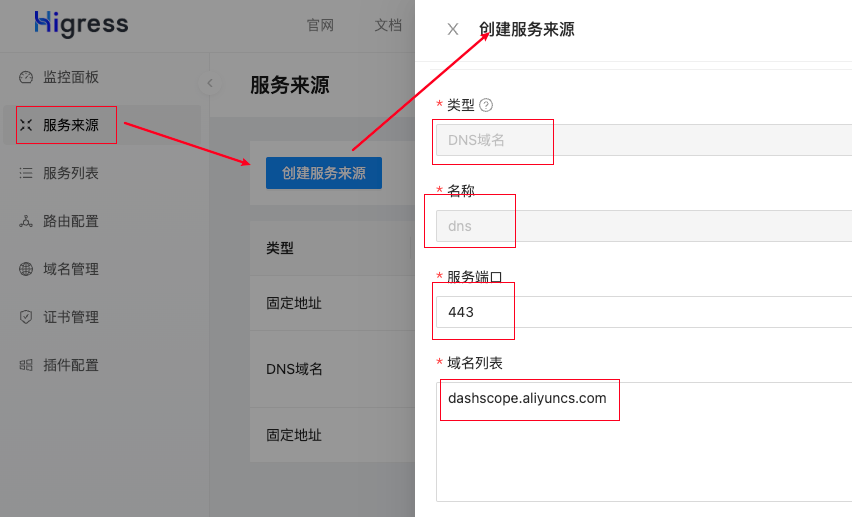 Higress
官网
文档
监控面板
服务来源
服务列表
路由配置
域名管理
证书管理
插件配置
服务来源
创建服务来源
类型
固定地址
DNS域名
固定地址
创建服务来源
* 类型
DNS域名
* 名称
dns
* 服务端口
443
* 域名列表
dashscope.aliyuncs.com